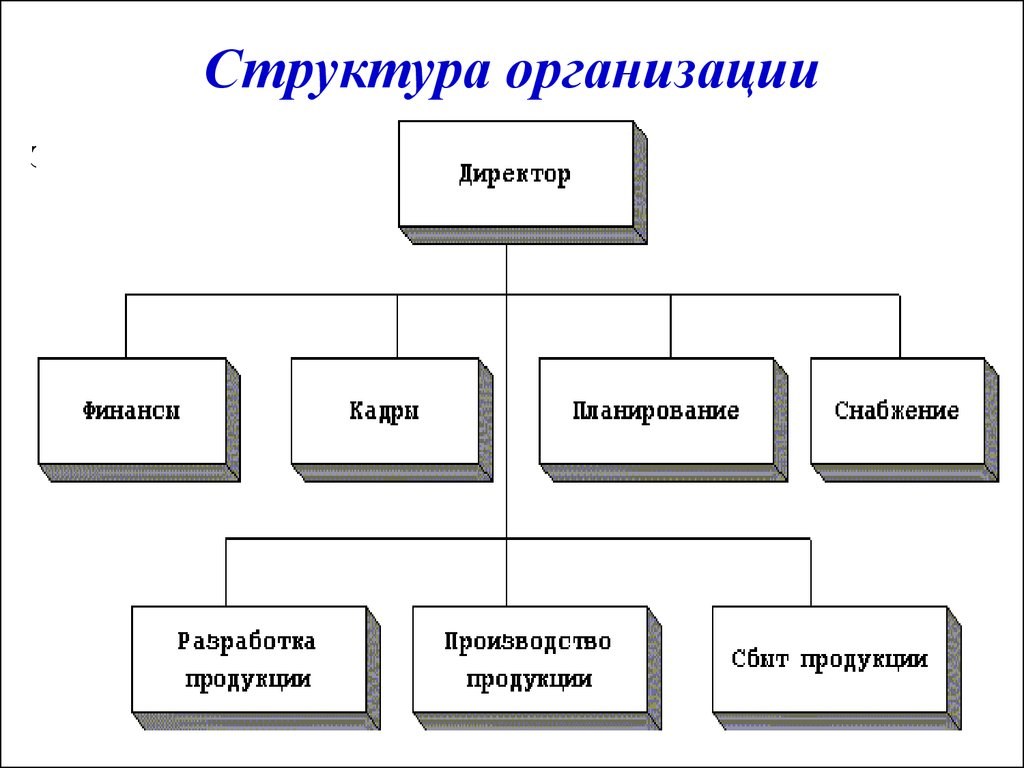 Структура организации
Директор
Финансы
Кадры
Планирование
Снабжение
Разработка
продукции
Производство
продукции
Сбыт продукции